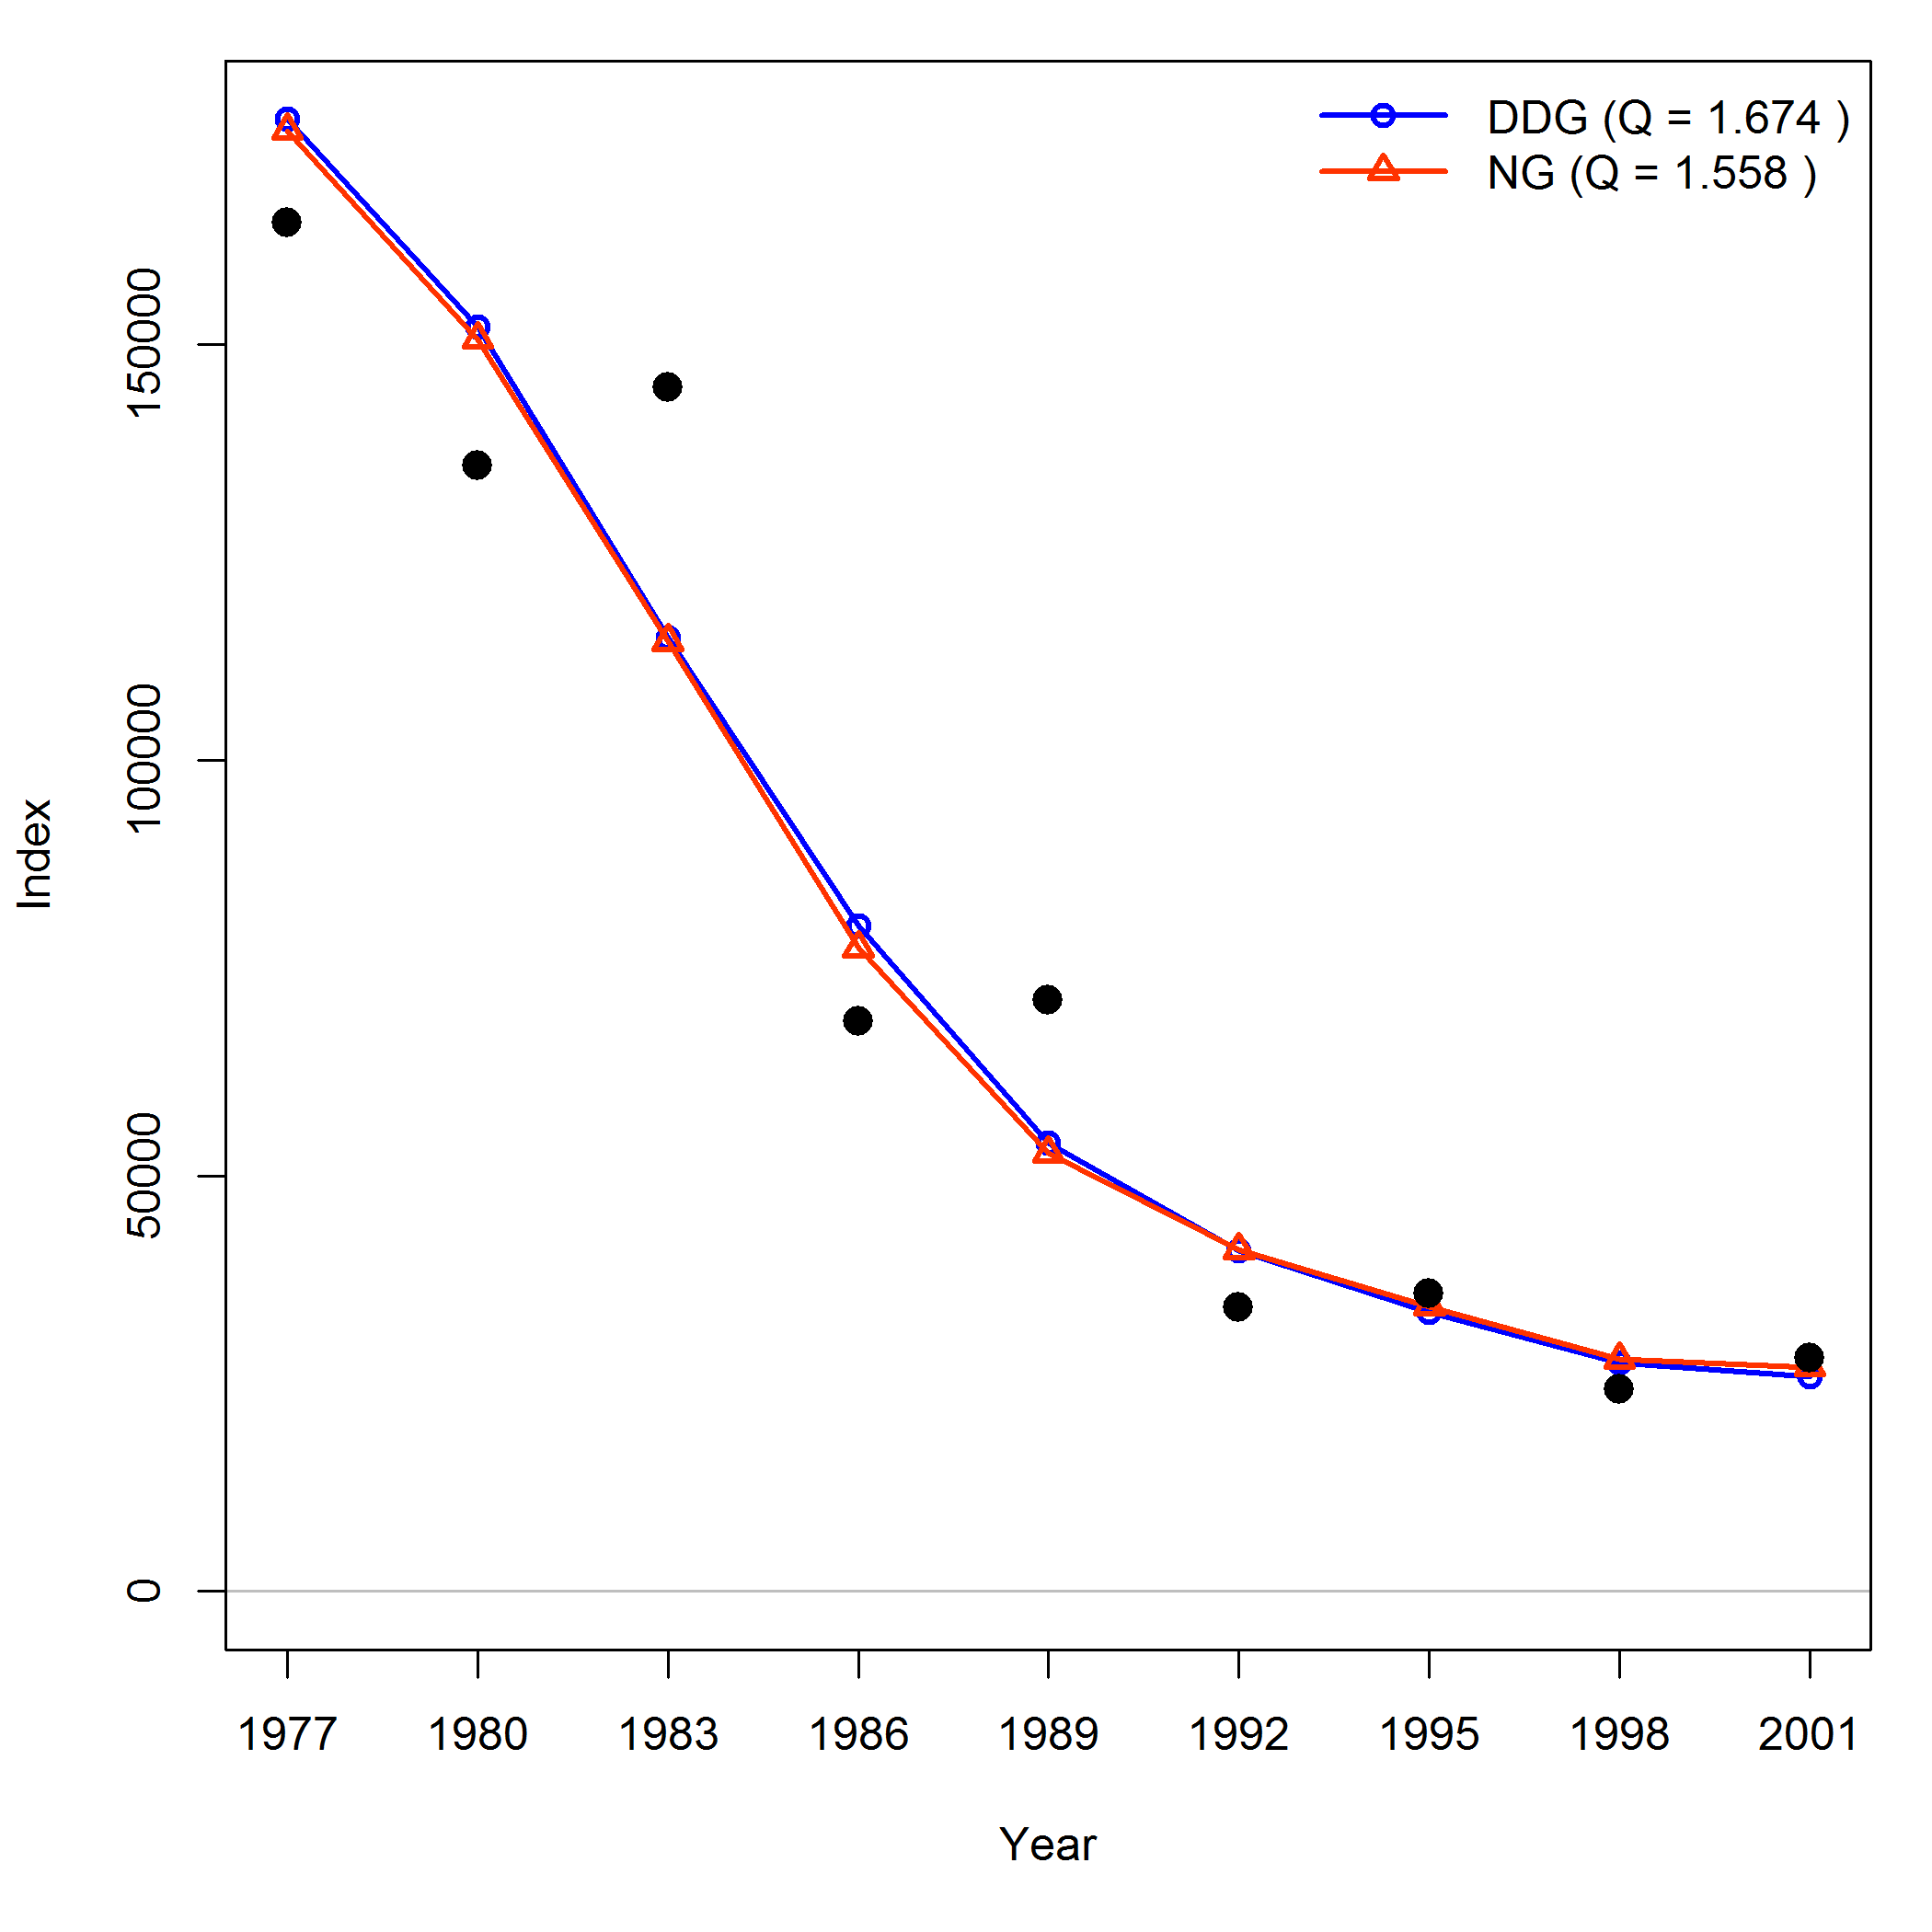 DDG (Q = 1.674 )
NG (Q = 1.558 )
150000
100000
50000
0
Index
1977 1980 1983 1986 1989 1992 1995 1998 2001
Year